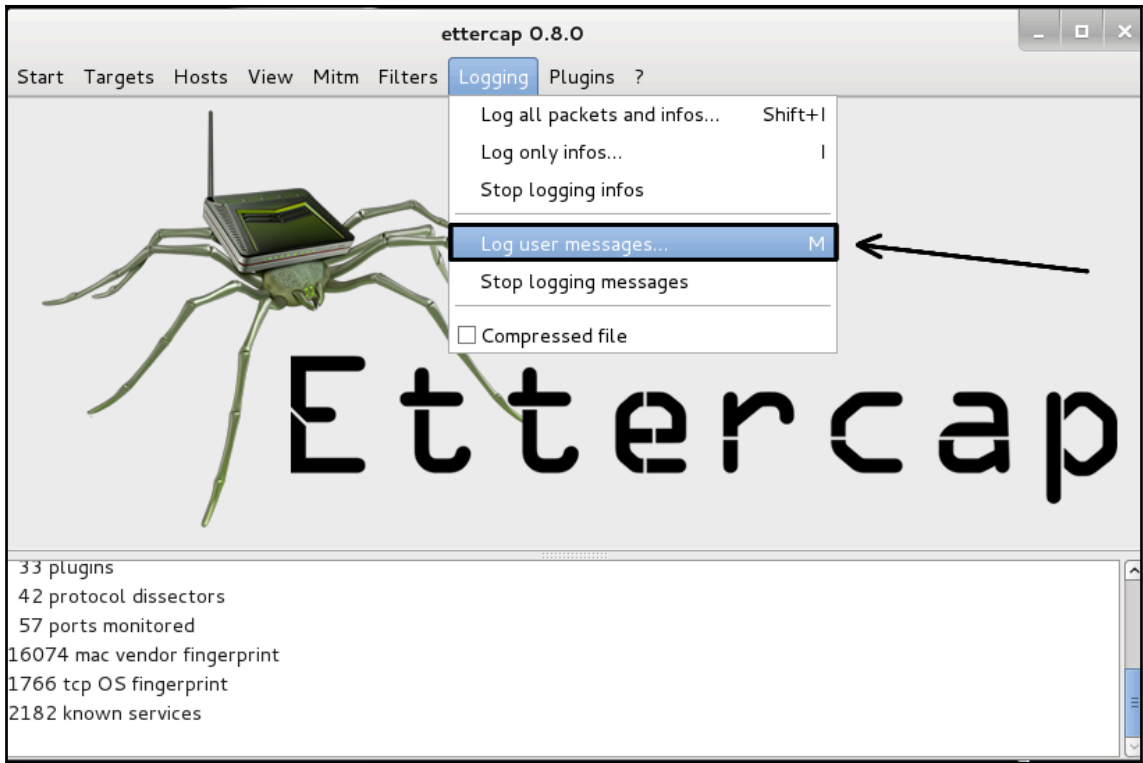 ettercap 0.8.0
Start Targets Hosts View Mitm Filters Logging Plugins ?
Log all packets and infos... Shift+I
Log only infos... I
Stop logging infos
Log user messages... M
Stop logging messages
Compressed file
Ettercap
33 plugins
42 protocol dissectors
57 ports monitored
16074 mac vendor fingerprint
1766 tcp OS fingerprint
2182 known services